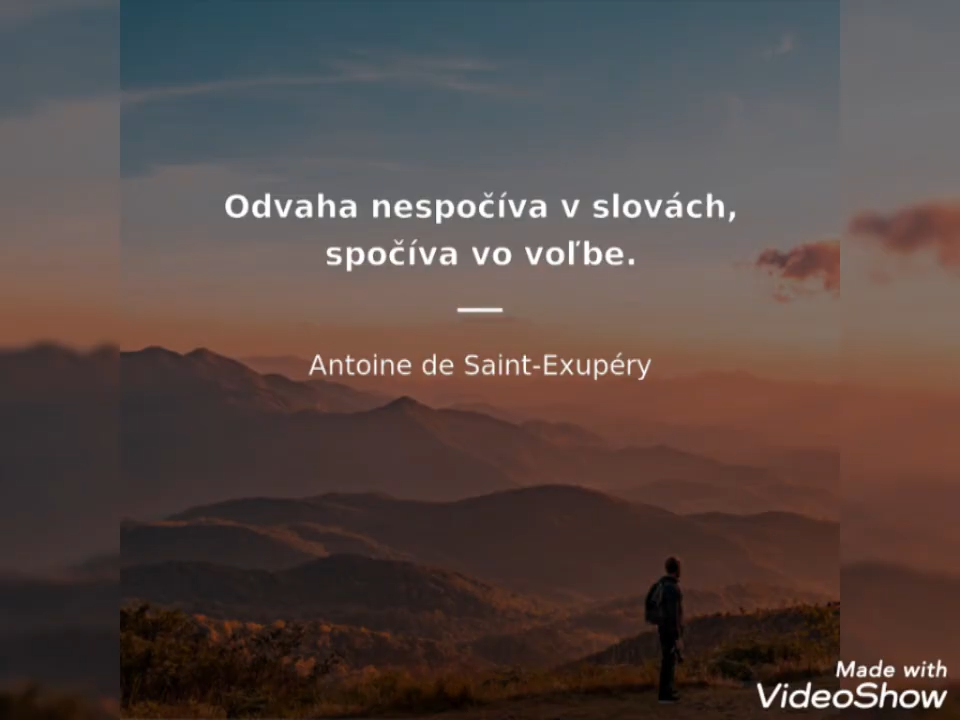 Odvaha nespočíva v slovách,
spočíva vo voľbe.
Antoine de Saint-Exupéry
Made with
VideoShow